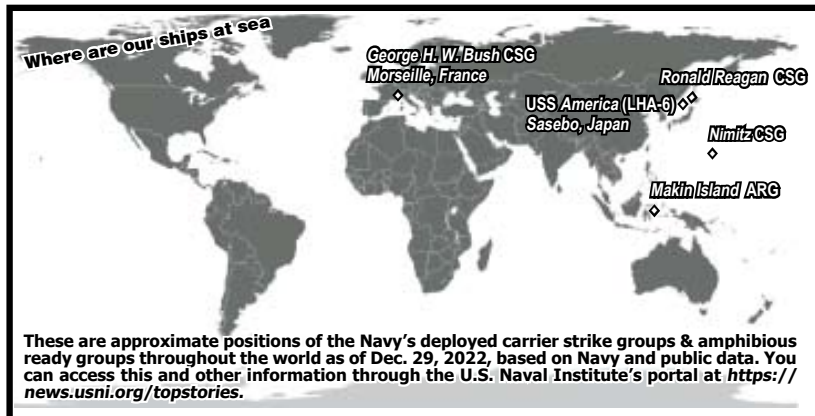 Where are our ships at sea
George H. W. Bush CSG
Morseille, France
Ronald Reagan CSG
USS America (LHA-6)
Sasebo, Japan
Nimitz CSG
Makin Island ARG
These are approximate positions of the Navy's deployed carrier strike groups & amphibious
ready groups throughout the world as of Dec. 29, 2022, based on Navy and public data. You
can access this and other information through the U.S. Naval Institute's portal at https://
news.usni.org/topstories.